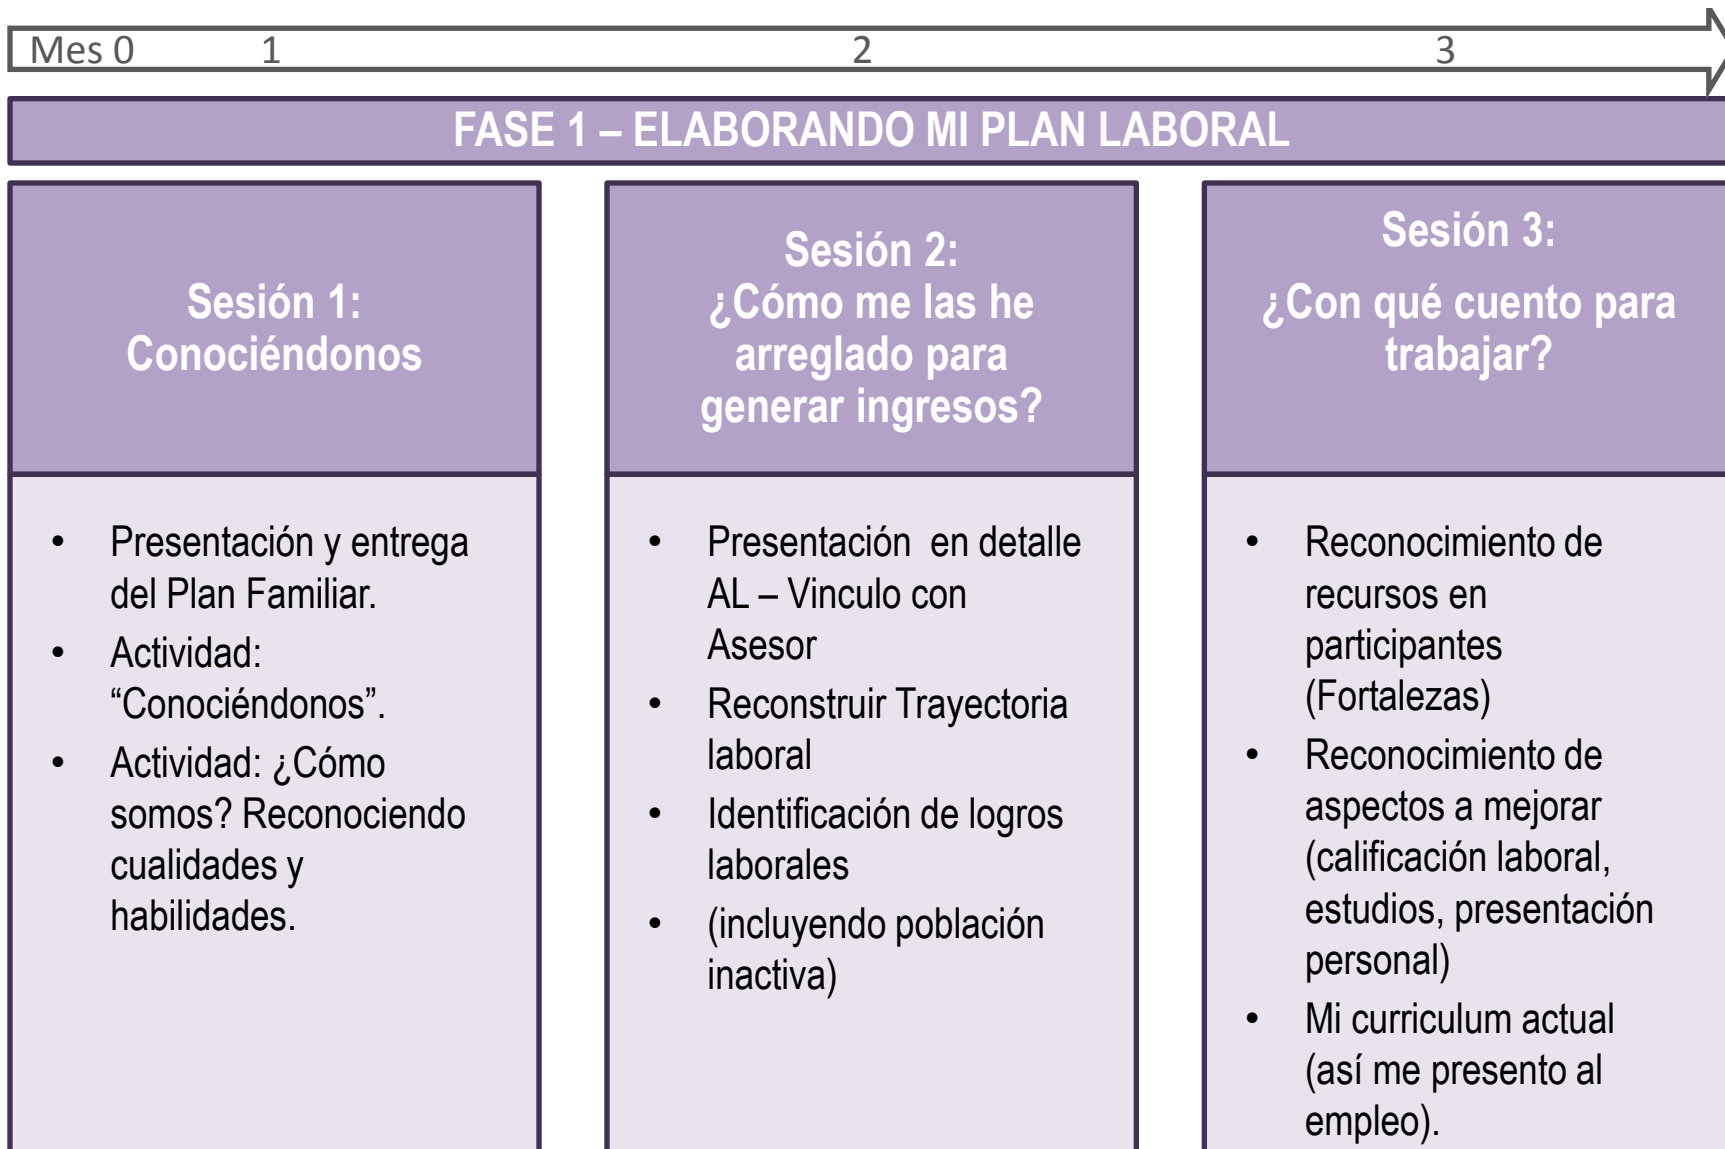 Mes 0 1 2 3
FASE 1 – ELABORANDO MI PLAN LABORAL
Sesión 1:
Conociéndonos
• Presentación y entrega
del Plan Familiar.
• Actividad:
“Conociéndonos”.
• Actividad: ¿Cómo
somos? Reconociendo
cualidades y
habilidades.
Sesión 2:
¿Cómo me las he
arreglado para
generar ingresos?
• Presentación en detalle
AL – Vinculo con
Asesor
• Reconstruir Trayectoria
laboral
• Identificación de logros
laborales
• (incluyendo población
inactiva)
Sesión 3:
¿Con qué cuento para
trabajar?
• Reconocimiento de
recursos en
participantes
(Fortalezas)
• Reconocimiento de
aspectos a mejorar
(calificación laboral,
estudios, presentación
personal)
• Mi curriculum actual
(así me presento al
empleo).